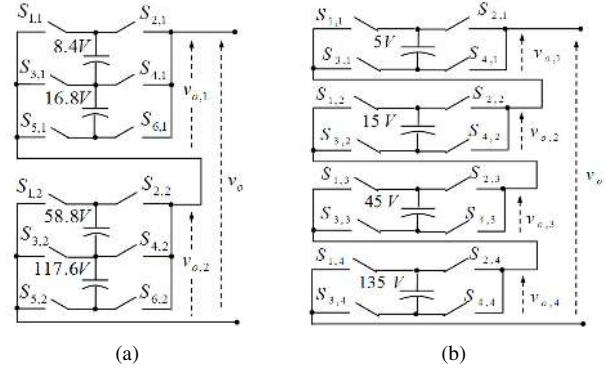 S1,1 S2,1
8.4V
S3,1 S4,1
16.8V
S5,1 S6,1
vo,1
S1,2 S2,2
58.8V
S3,2 S4,2
117.6V
S5,2 S6,2
vo,2
vo
(a)
S1,1 S2,1
5V
S3,1 S4,1
vo,1
S1,2 S2,2
15 V
S3,2 S4,2
vo,2
S1,3 S2,3
45 V
S3,3 S4,3
vo,3
S1,4 S2,4
135 V
S3,4 S4,4
vo,4
vo
(b)